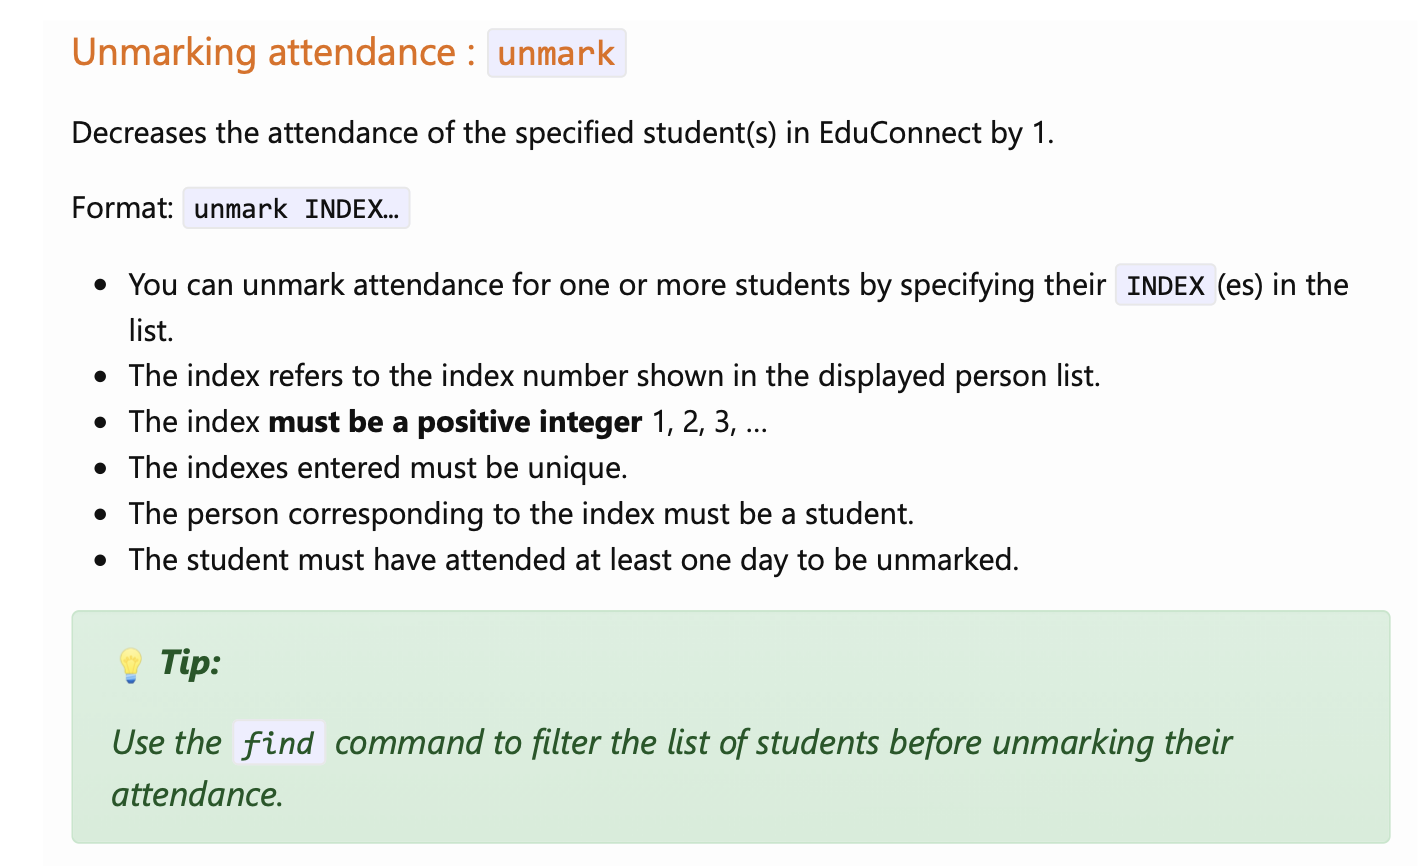 Unmarking attendance : unmark
Decreases the attendance of the specified student(s) in EduConnect by 1.
Format: unmark INDEX…
• You can unmark attendance for one or more students by specifying their INDEX(es) in the
list.
• The index refers to the index number shown in the displayed person list.
• The index must be a positive integer 1, 2, 3, …
• The indexes entered must be unique.
• The person corresponding to the index must be a student.
• The student must have attended at least one day to be unmarked.
💡 Tip:
Use the find command to filter the list of students before unmarking their
attendance.